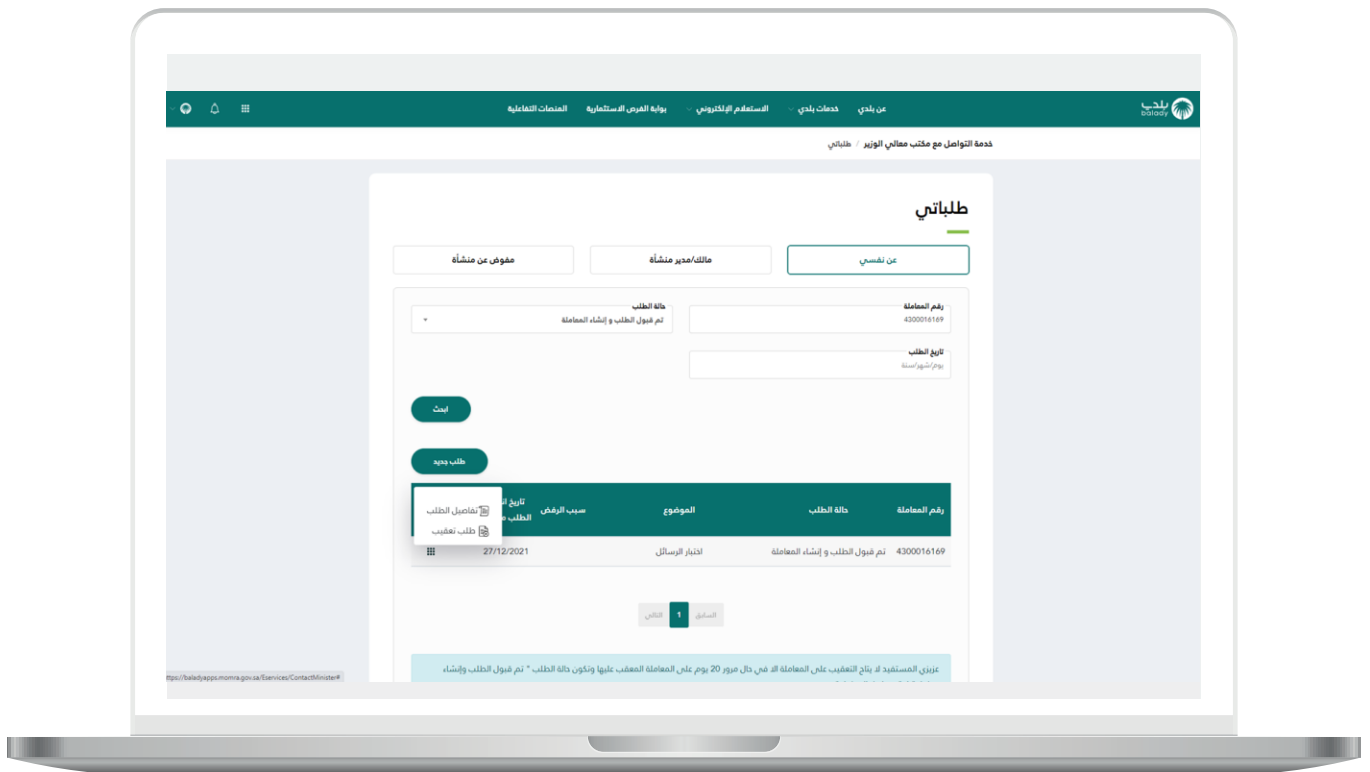 بلدي
balady
عن بلدي
خدمات بلدي
الاستعلام الإلكتروني
بوابة الفرص الاستثمارية
المنصات التفاعلية
خدمة التواصل مع مكتب معالي الوزير / طلباتي
طلباتي
عن نفسي
مالك/مدير منشأة
مفوض عن منشأة
رقم المعاملة
4300016169
حالة الطلب
تم قبول الطلب و إنشاء المعاملة
تاريخ الطلب
يوم/شهر/سنة
ابحث
طلب جديد
رقم المعاملة
حالة الطلب
الموضوع
سبب الرفض
تاريخ
الطلب
تفاصيل الطلب
طلب تعقيب
4300016169
تم قبول الطلب و إنشاء المعاملة
اختبار الرسائل
27/12/2021
السابق
1
التالي
عزيزي المستفيد لا يتاح التعقيب على المعاملة الا في حال مرور 20 يوم على المعاملة المعقب عليها وتكون حالة الطلب " تم قبول الطلب وإنشاء
ttps://baladyapps.momra.gov.sa/Eservices/ContactMinister#